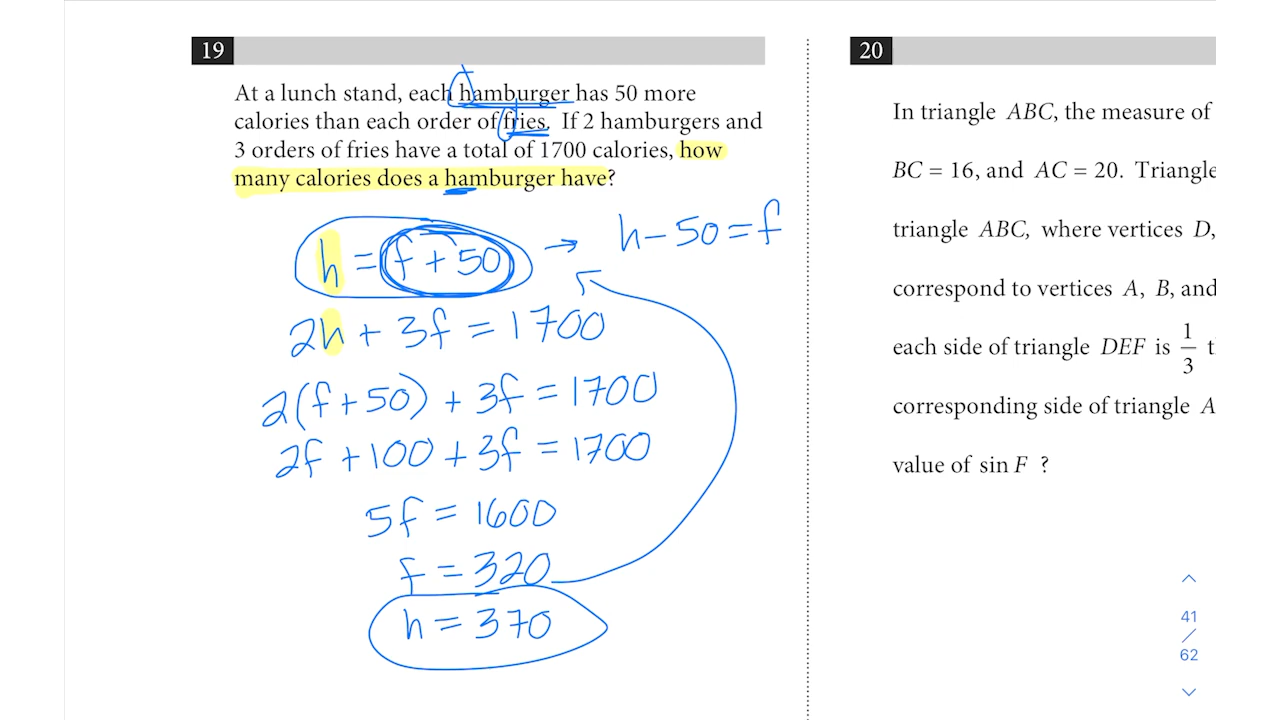 19
At a lunch stand, each hamburger has 50 more
calories than each order of fries. If 2 hamburgers and
3 orders of fries have a total of 1700 calories, how
many calories does a hamburger have?
h = f + 50 → h - 50 = f
2h + 3f = 1700
2(f + 50) + 3f = 1700
2f + 100 + 3f = 1700
5f = 1600
f = 320
h = 370
20
In triangle ABC, the measure of
BC = 16, and AC = 20. Triangle
triangle ABC, where vertices D,
correspond to vertices A, B, and
each side of triangle DEF is 1/3 t
corresponding side of triangle A
value of sin F ?
41
/
62